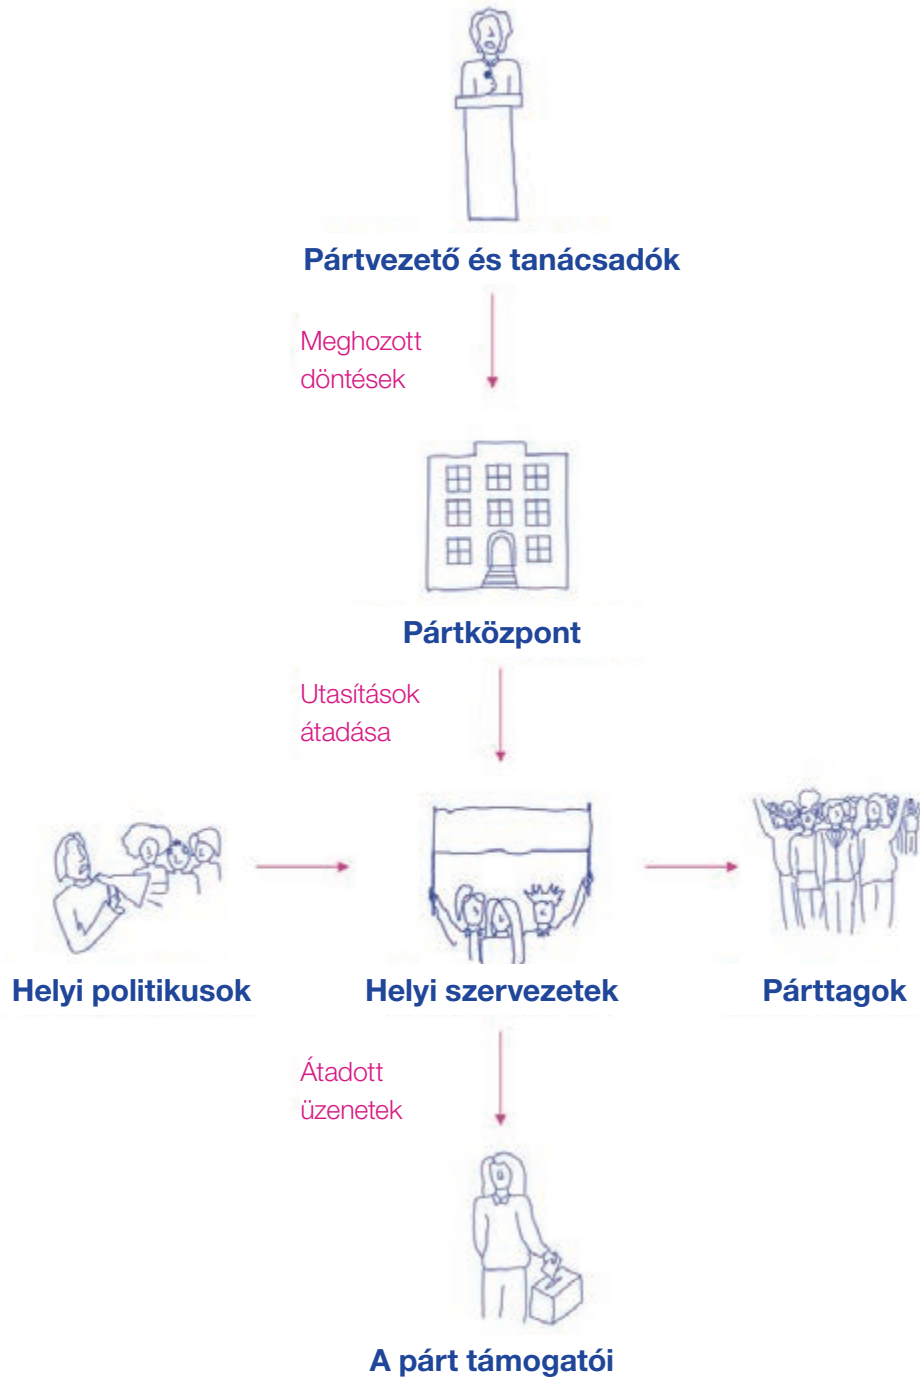 Pártvezető és tanácsadók
Meghozott
döntések
Pártközpont
Utasítások
átadása
Helyi politikusok
Helyi szervezetek
Párttagok
Átadott
üzenetek
A párt támogatói